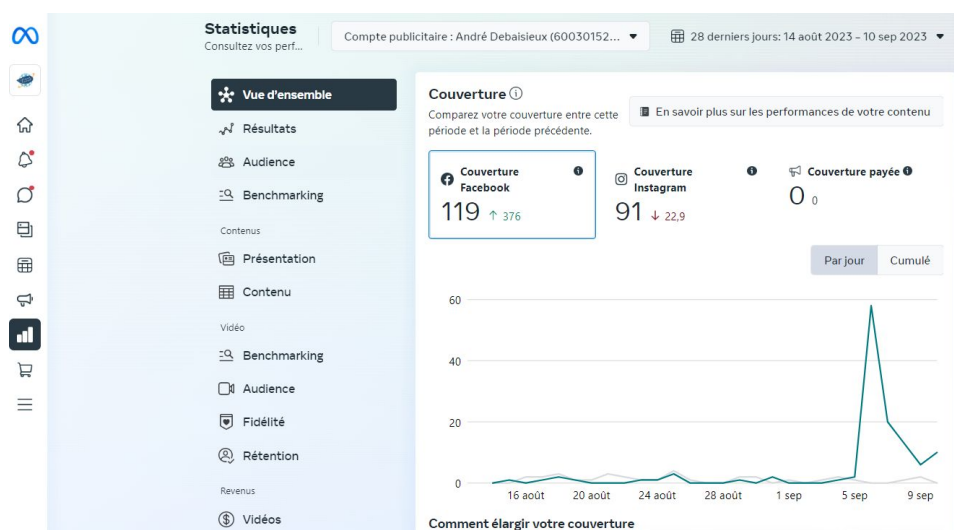 Statistiques
Consultez vos perf...
Compte publicitaire : André Debaisieux (60030152...
28 derniers jours: 14 août 2023 – 10 sep 2023
Vue d'ensemble
Résultats
Audience
Benchmarking
Contenus
Présentation
Contenu
Vidéo
Benchmarking
Audience
Fidélité
Rétention
Revenus
Vidéos
Couverture
Comparez votre couverture entre cette
période et la période précédente.
En savoir plus sur les performances de votre contenu
Couverture
Facebook
119 ↑ 376
Couverture
Instagram
91 ↓ 22,9
Couverture payée
0 0
Par jour
Cumulé
60
40
20
0
16 août 20 août 24 août 28 août 1 sep 5 sep 9 sep
Comment élargir votre couverture